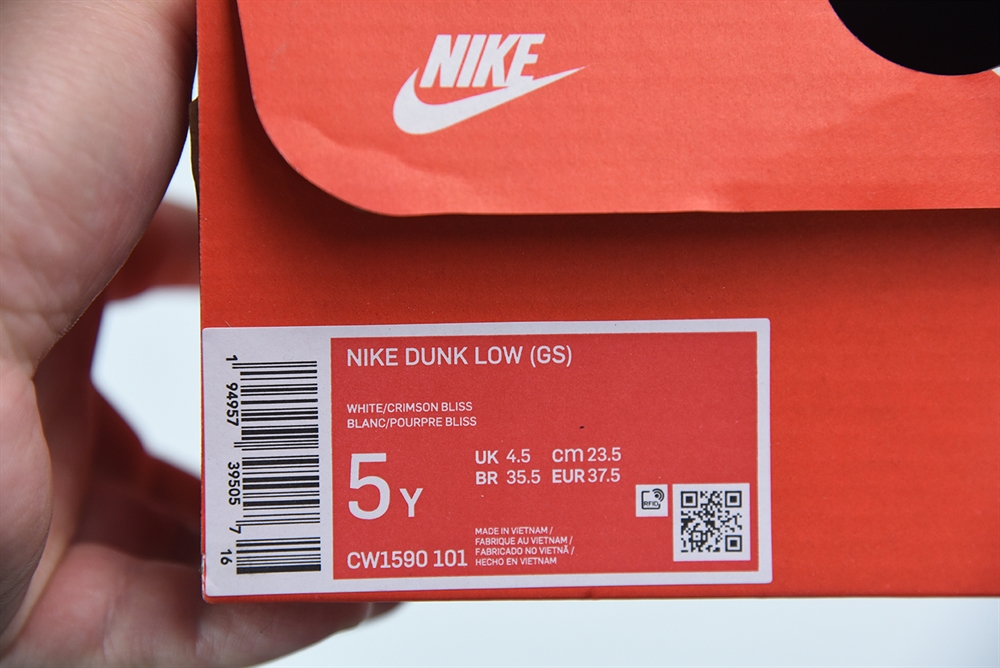 NIKE
NIKE DUNK LOW (GS)
WHITE/CRIMSON BLISS
BLANC/POURPRE BLISS
5 Y
UK 4.5 cm 23.5
BR 35.5 EUR 37.5
RFID
CW1590 101
MADE IN VIETNAM /
FABRIQUE AU VIETNAM /
FABRICADO NO VIETNÃ /
HECHO EN VIETNAM
1 94957 39505 7 16